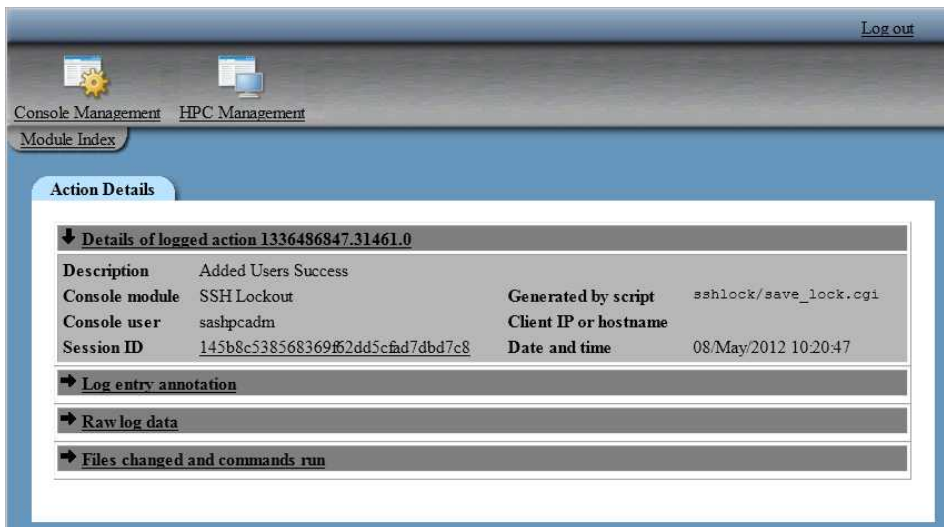 Log out
Console Management HPC Management
Module Index
Action Details
Details of logged action 1336486847.31461.0
Description Added Users Success
Console module SSH Lockout Generated by script sshlock/save_lock.cgi
Console user sashpcadm Client IP or hostname
Session ID 145b8c538568369ff62dd5cfad7dbd7c8 Date and time 08/May/2012 10:20:47
Log entry annotation
Raw log data
Files changed and commands run